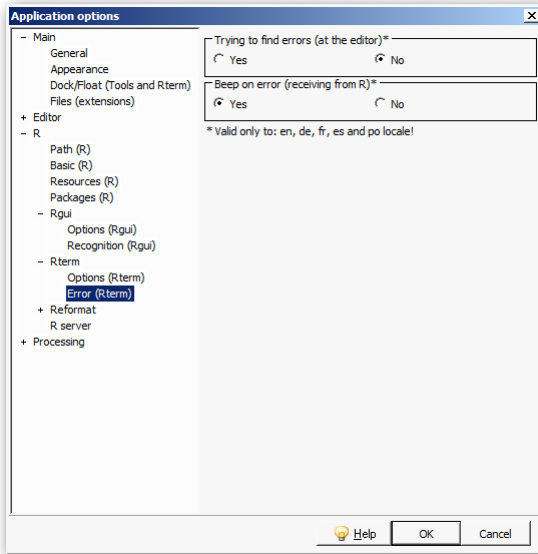 Application options
− Main
General
Appearance
Dock/Float (Tools and Rterm)
Files (extensions)
+ Editor
− R
Path (R)
Basic (R)
Resources (R)
Packages (R)
− Rgui
Options (Rgui)
Recognition (Rgui)
− Rterm
Options (Rterm)
Error (Rterm)
+ Reformat
R server
+ Processing
Trying to find errors (at the editor)*
Yes No
Beep on error (receiving from R)*
Yes No
* Valid only to: en, de, fr, es and po locale!
Help OK Cancel